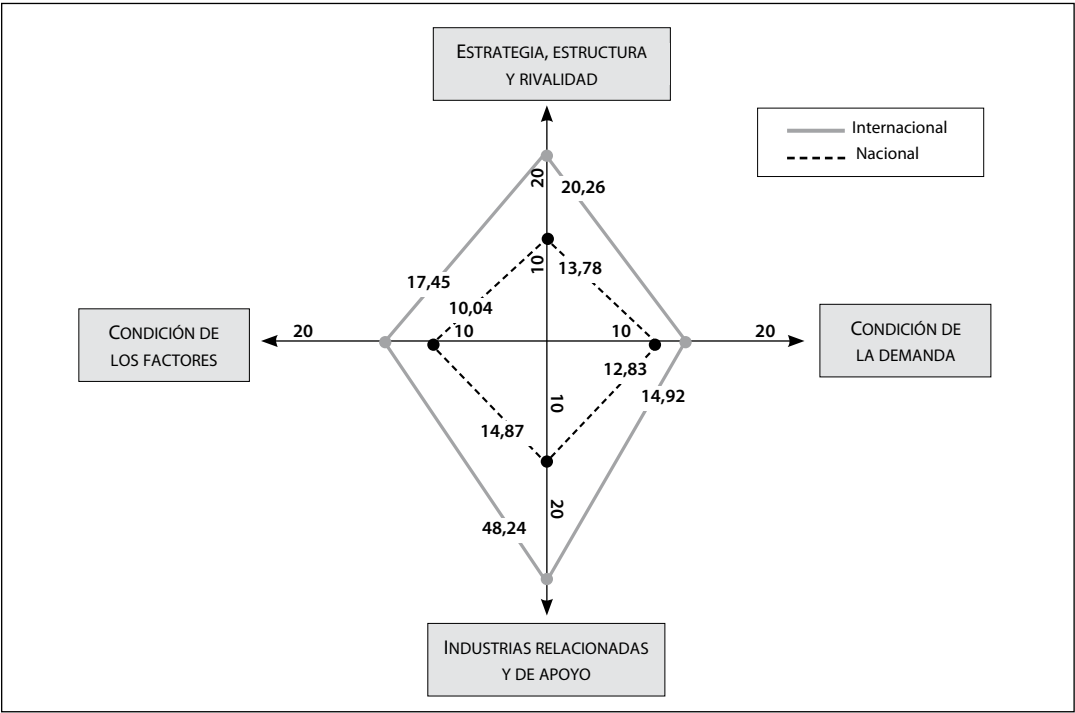 ESTRATEGIA, ESTRUCTURA
Y RIVALIDAD
Internacional
Nacional
20
20,26
10
13,78
17,45
10,04
CONDICIÓN DE
LOS FACTORES
20
10
10
20
CONDICIÓN DE
LA DEMANDA
12,83
14,92
10
14,87
20
48,24
INDUSTRIAS RELACIONADAS
Y DE APOYO